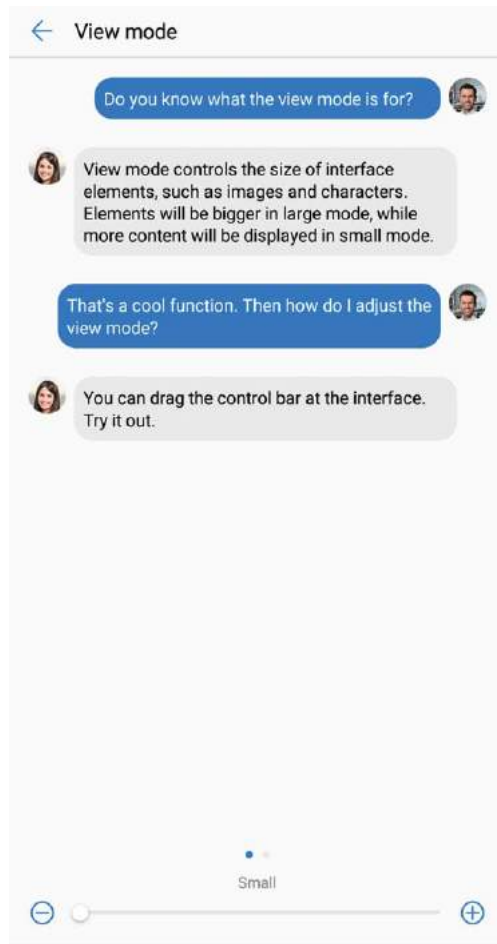 View mode
Do you know what the view mode is for?
View mode controls the size of interface
elements, such as images and characters.
Elements will be bigger in large mode, while
more content will be displayed in small mode.
That's a cool function. Then how do I adjust the
view mode?
You can drag the control bar at the interface.
Try it out.
Small